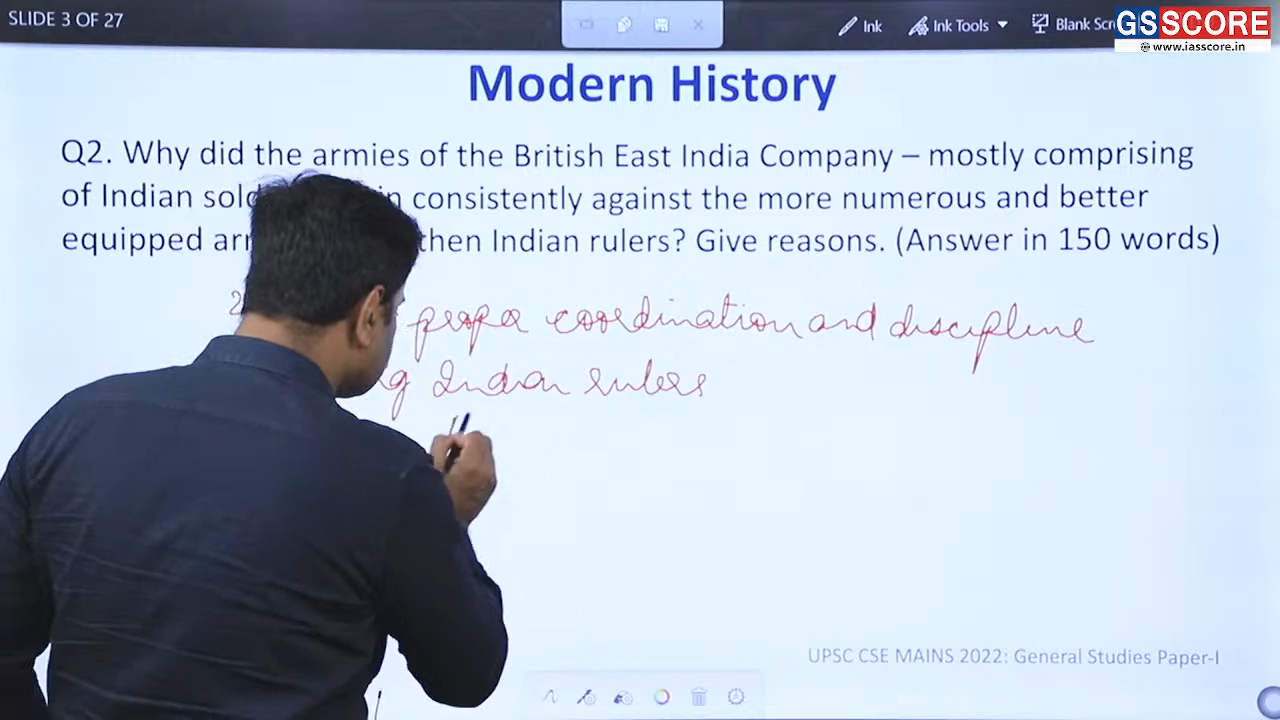 SLIDE 3 OF 27
Ink
Ink Tools
Blank Scr
GSSCORE
www.iasscore.in
Modern History
Q2. Why did the armies of the British East India Company – mostly comprising
of Indian consistently against the more numerous and better
equipped then Indian rulers? Give reasons. (Answer in 150 words)
2
proper coordination and discipline
Indian rulers
UPSC CSE MAINS 2022: General Studies Paper-I